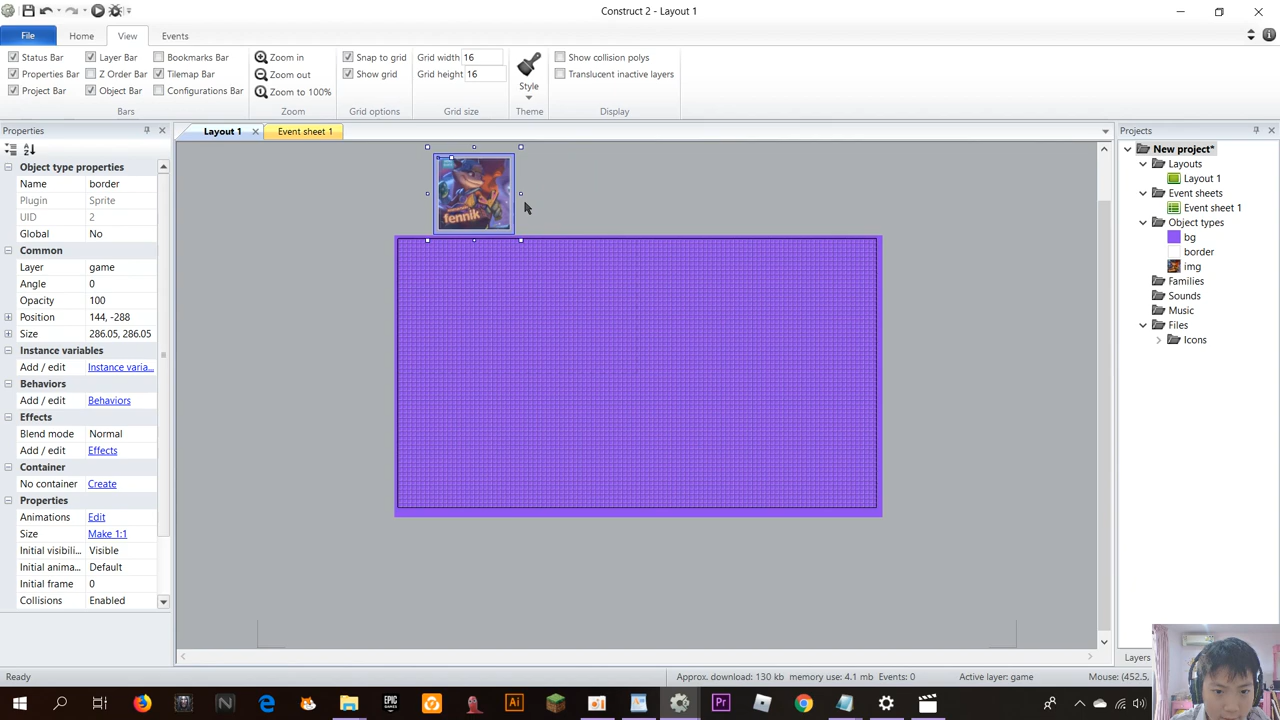 Construct 2 - Layout 1
File
Home
View
Events
Status Bar
Layer Bar
Bookmarks Bar
Properties Bar
Z Order Bar
Tilemap Bar
Project Bar
Object Bar
Configurations Bar
Bars
Zoom in
Zoom out
Zoom to 100%
Zoom
Snap to grid
Show grid
Grid options
Grid width 16
Grid height 16
Grid size
Style
Theme
Show collision polys
Translucent inactive layers
Display
Properties
Layout 1
Event sheet 1
Projects
Object type properties
Name border
Plugin Sprite
UID 2
Global No
Common
Layer game
Angle 0
Opacity 100
Position 144, -288
Size 286.05, 286.05
Instance variables
Add / edit Instance varia...
Behaviors
Add / edit Behaviors
Effects
Blend mode Normal
Add / edit Effects
Container
No container Create
Properties
Animations Edit
Size Make 1:1
Initial visibili... Visible
Initial anima... Default
Initial frame 0
Collisions Enabled
fennik
New project*
Layouts
Layout 1
Event sheets
Event sheet 1
Object types
bg
border
img
Families
Sounds
Music
Files
Icons
Layers
Ready
Approx. download: 130 kb memory use: 4.1 mb Events: 0
Active layer: game
Mouse: (452.5,
EPIC
GAMES
Ai
Pr